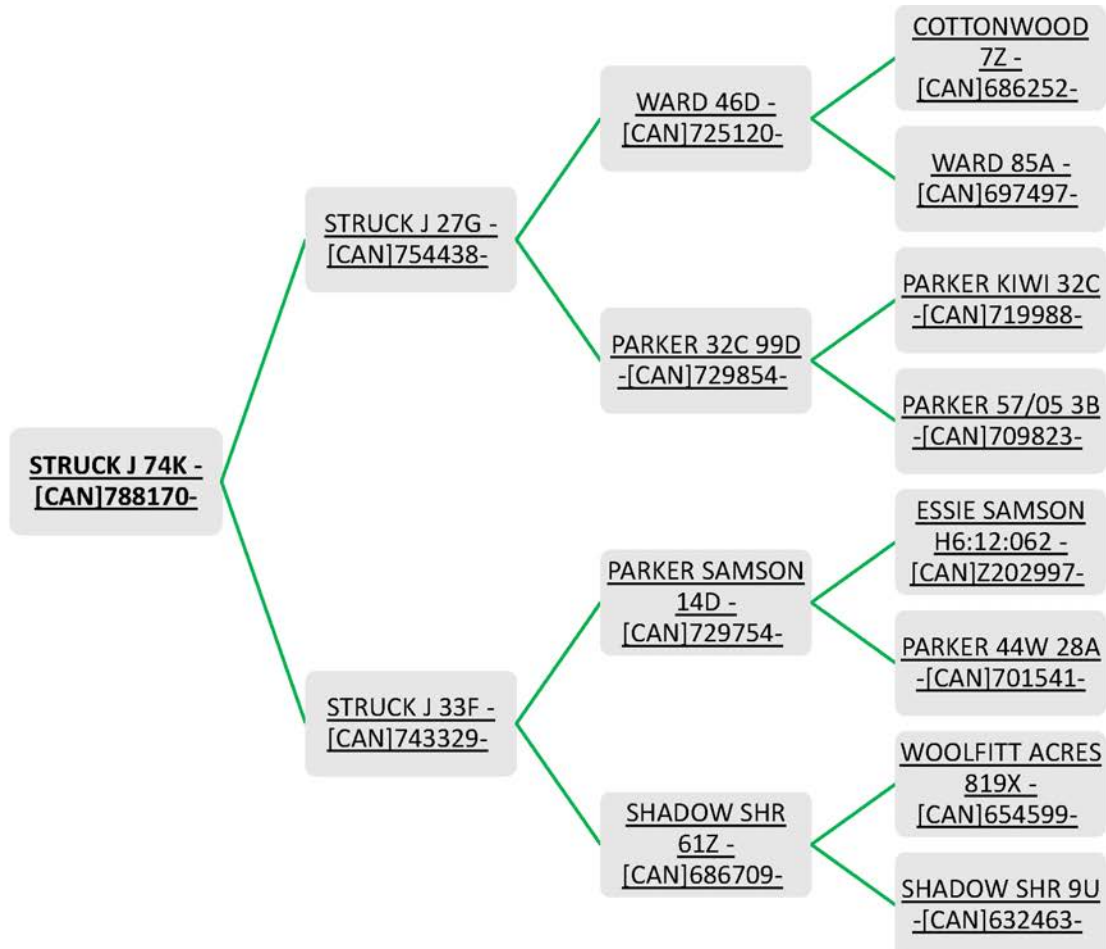 COTTONWOOD
7Z -
[CAN]686252-
WARD 46D -
[CAN]725120-
WARD 85A -
[CAN]697497-
STRUCK J 27G -
[CAN]754438-
PARKER KIWI 32C
-[CAN]719988-
PARKER 32C 99D
-[CAN]729854-
PARKER 57/05 3B
-[CAN]709823-
STRUCK J 74K -
[CAN]788170-
ESSIE SAMSON
H6:12:062 -
[CAN]Z202997-
PARKER SAMSON
14D -
[CAN]729754-
PARKER 44W 28A
-[CAN]701541-
STRUCK J 33F -
[CAN]743329-
WOOLFITT ACRES
819X -
[CAN]654599-
SHADOW SHR
61Z -
[CAN]686709-
SHADOW SHR 9U
-[CAN]632463-